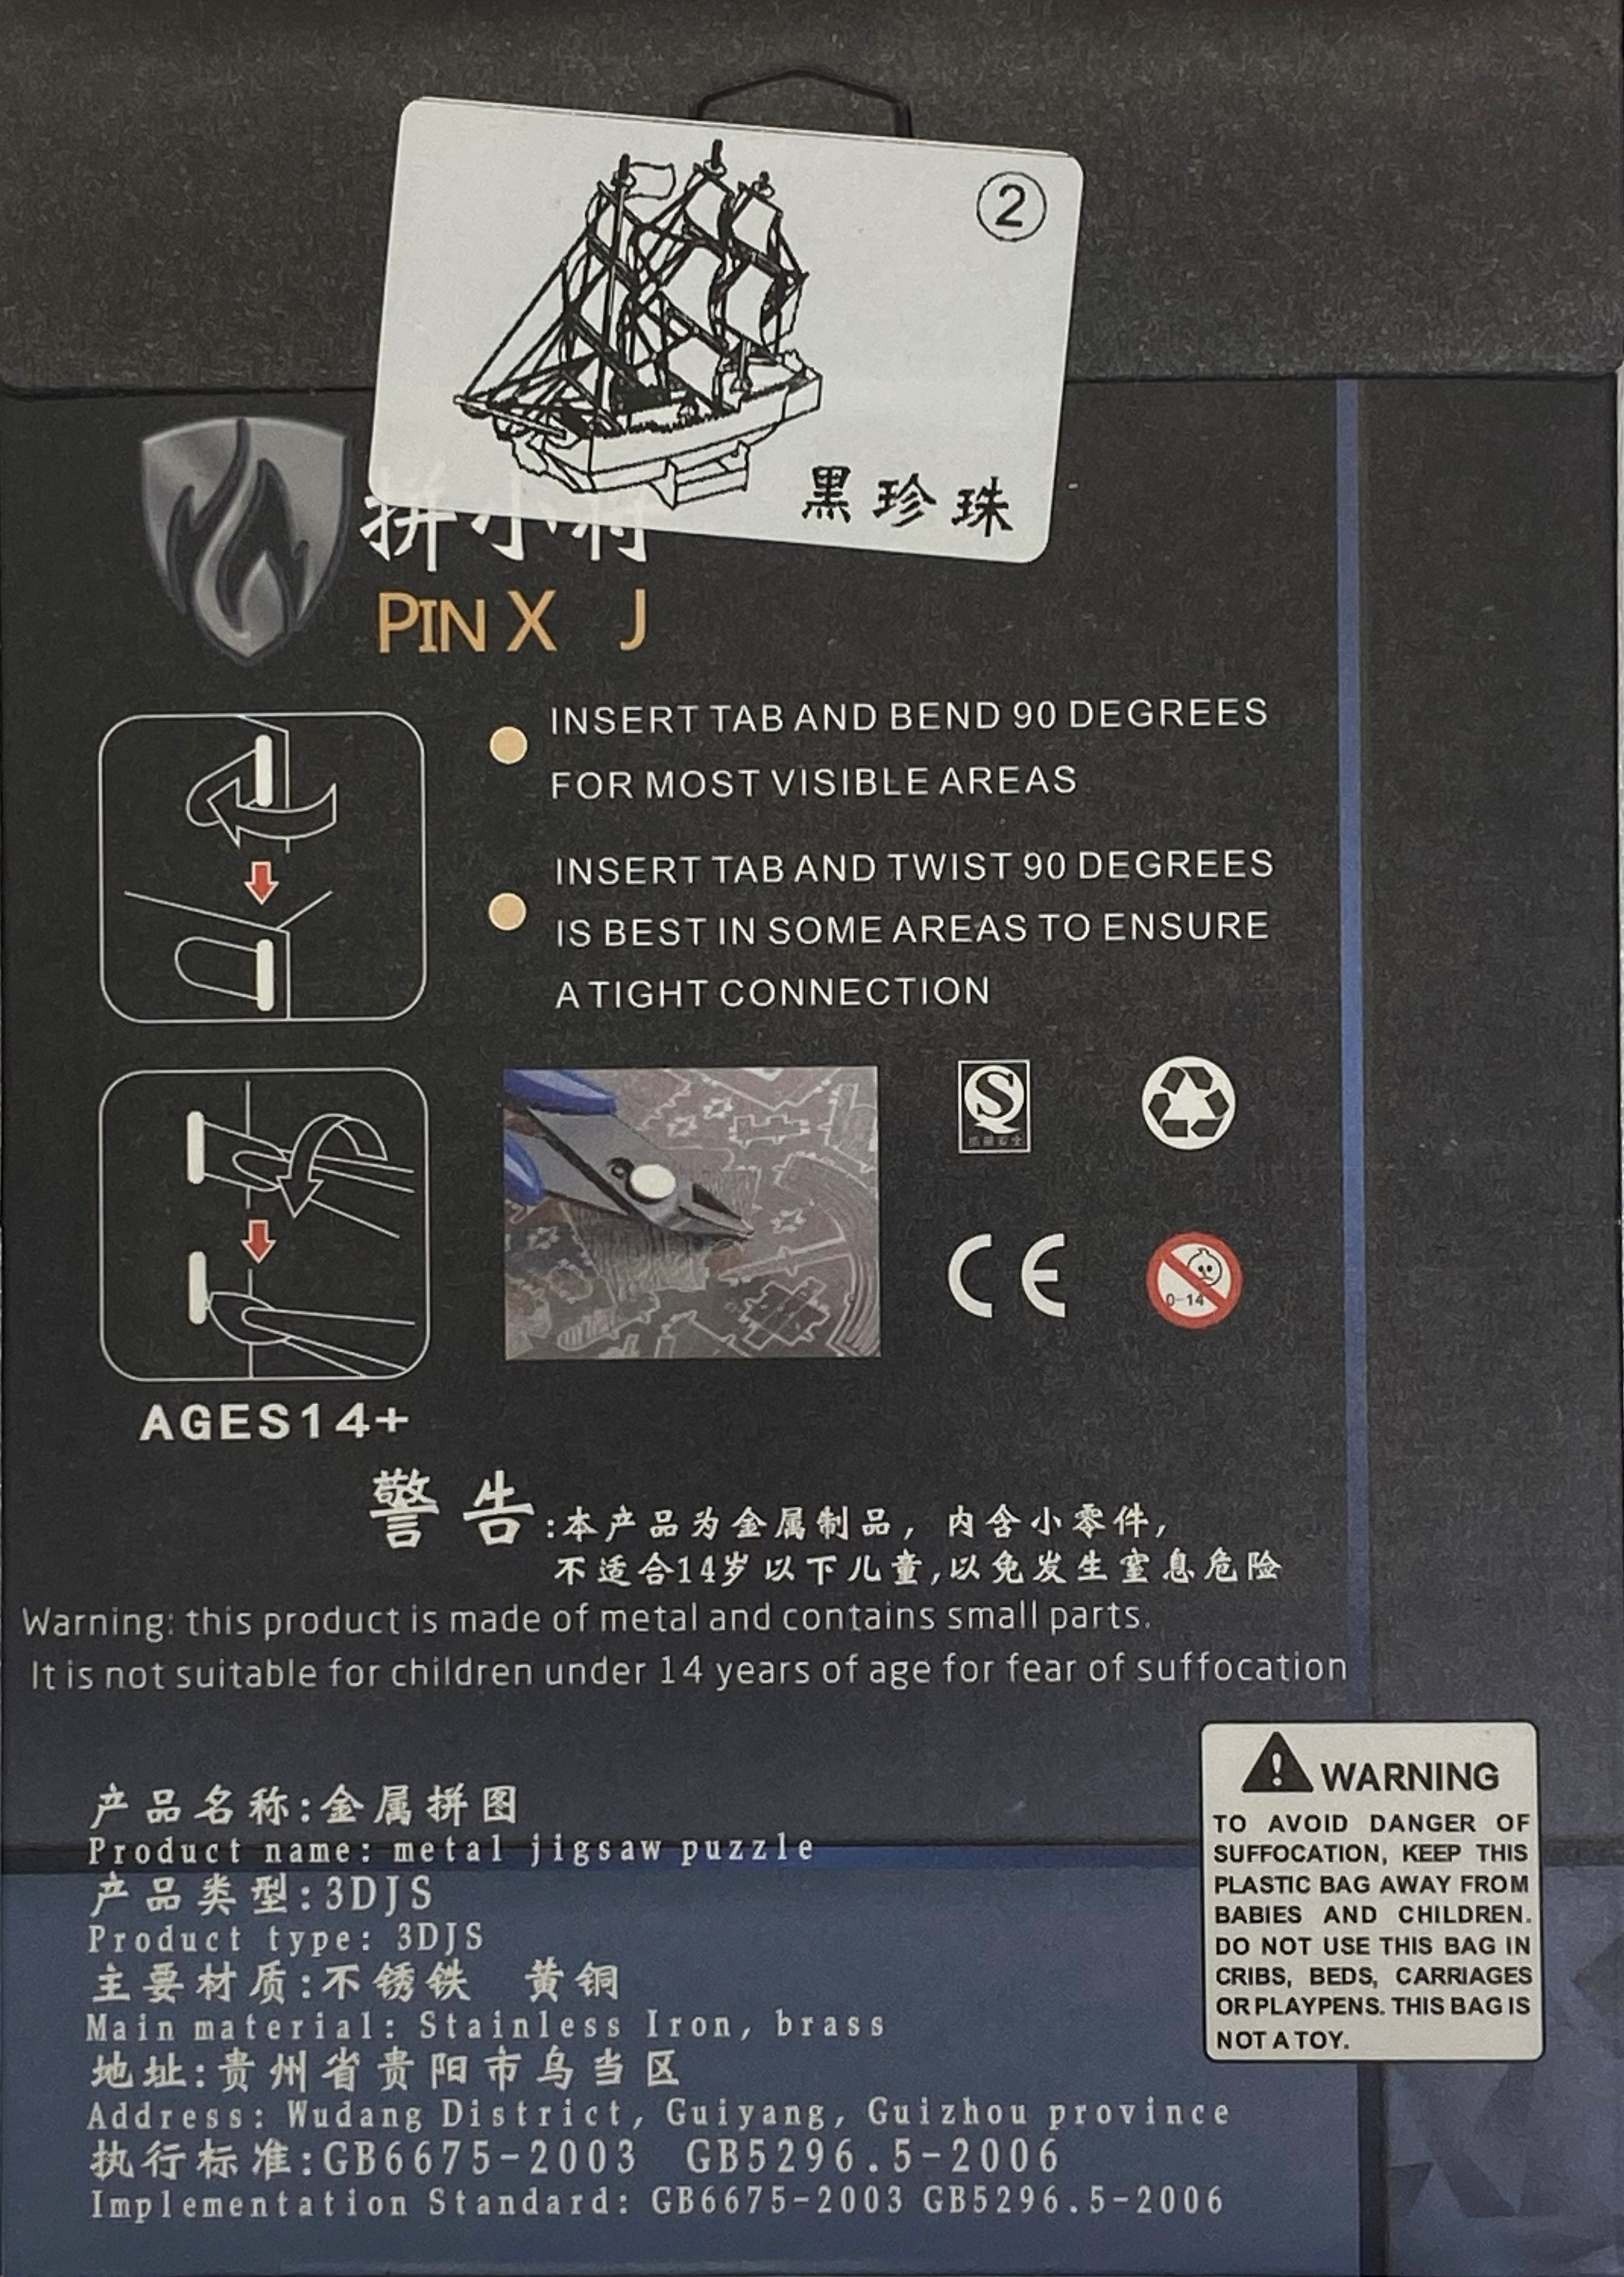 ②
黑珍珠
拼小将
PIN X J
INSERT TAB AND BEND 90 DEGREES
FOR MOST VISIBLE AREAS
INSERT TAB AND TWIST 90 DEGREES
IS BEST IN SOME AREAS TO ENSURE
A TIGHT CONNECTION
S
质量安全
CE
0-14
AGES14+
警告:本产品为金属制品，内含小零件，
不适合14岁以下儿童,以免发生窒息危险
Warning: this product is made of metal and contains small parts.
It is not suitable for children under 14 years of age for fear of suffocation
产品名称:金属拼图
Product name: metal jigsaw puzzle
产品类型:3DJS
Product type: 3DJS
主要材质:不锈铁 黄铜
Main material: Stainless Iron, brass
地址:贵州省贵阳市乌当区
Address: Wudang District, Guiyang, Guizhou province
执行标准:GB6675-2003 GB5296.5-2006
Implementation Standard: GB6675-2003 GB5296.5-2006
WARNING
TO AVOID DANGER OF
SUFFOCATION, KEEP THIS
PLASTIC BAG AWAY FROM
BABIES AND CHILDREN.
DO NOT USE THIS BAG IN
CRIBS, BEDS, CARRIAGES
OR PLAYPENS. THIS BAG IS
NOT A TOY.